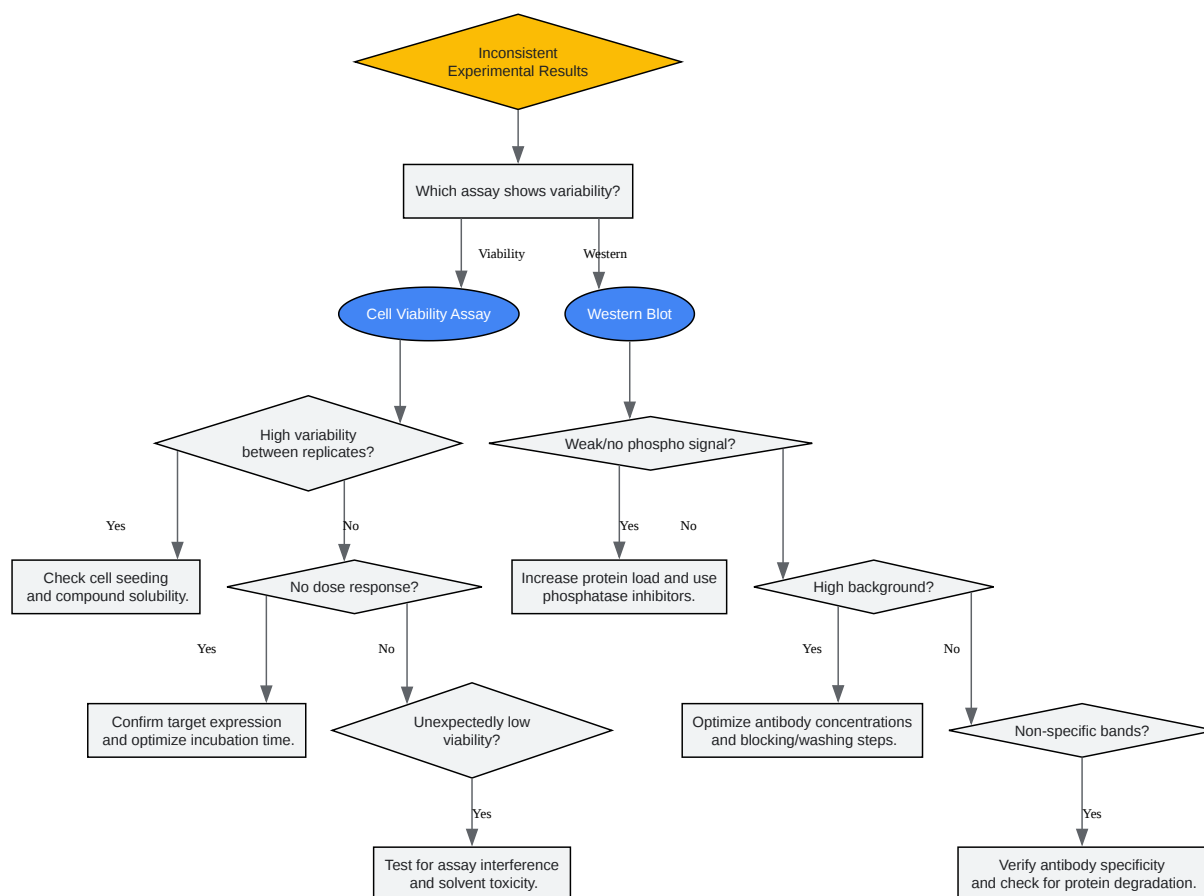 Inconsistent
Experimental Results
Which assay shows variability?
Viability
Western
Cell Viability Assay
Western Blot
High variability
between replicates?
Weak/no phospho signal?
Yes
No
Yes
No
Check cell seeding
and compound solubility.
No dose response?
Increase protein load and use
phosphatase inhibitors.
High background?
Yes
No
Yes
No
Confirm target expression
and optimize incubation time.
Unexpectedly low
viability?
Optimize antibody concentrations
and blocking/washing steps.
Non-specific bands?
Yes
Yes
Test for assay interference
and solvent toxicity.
Verify antibody specificity
and check for protein degradation.